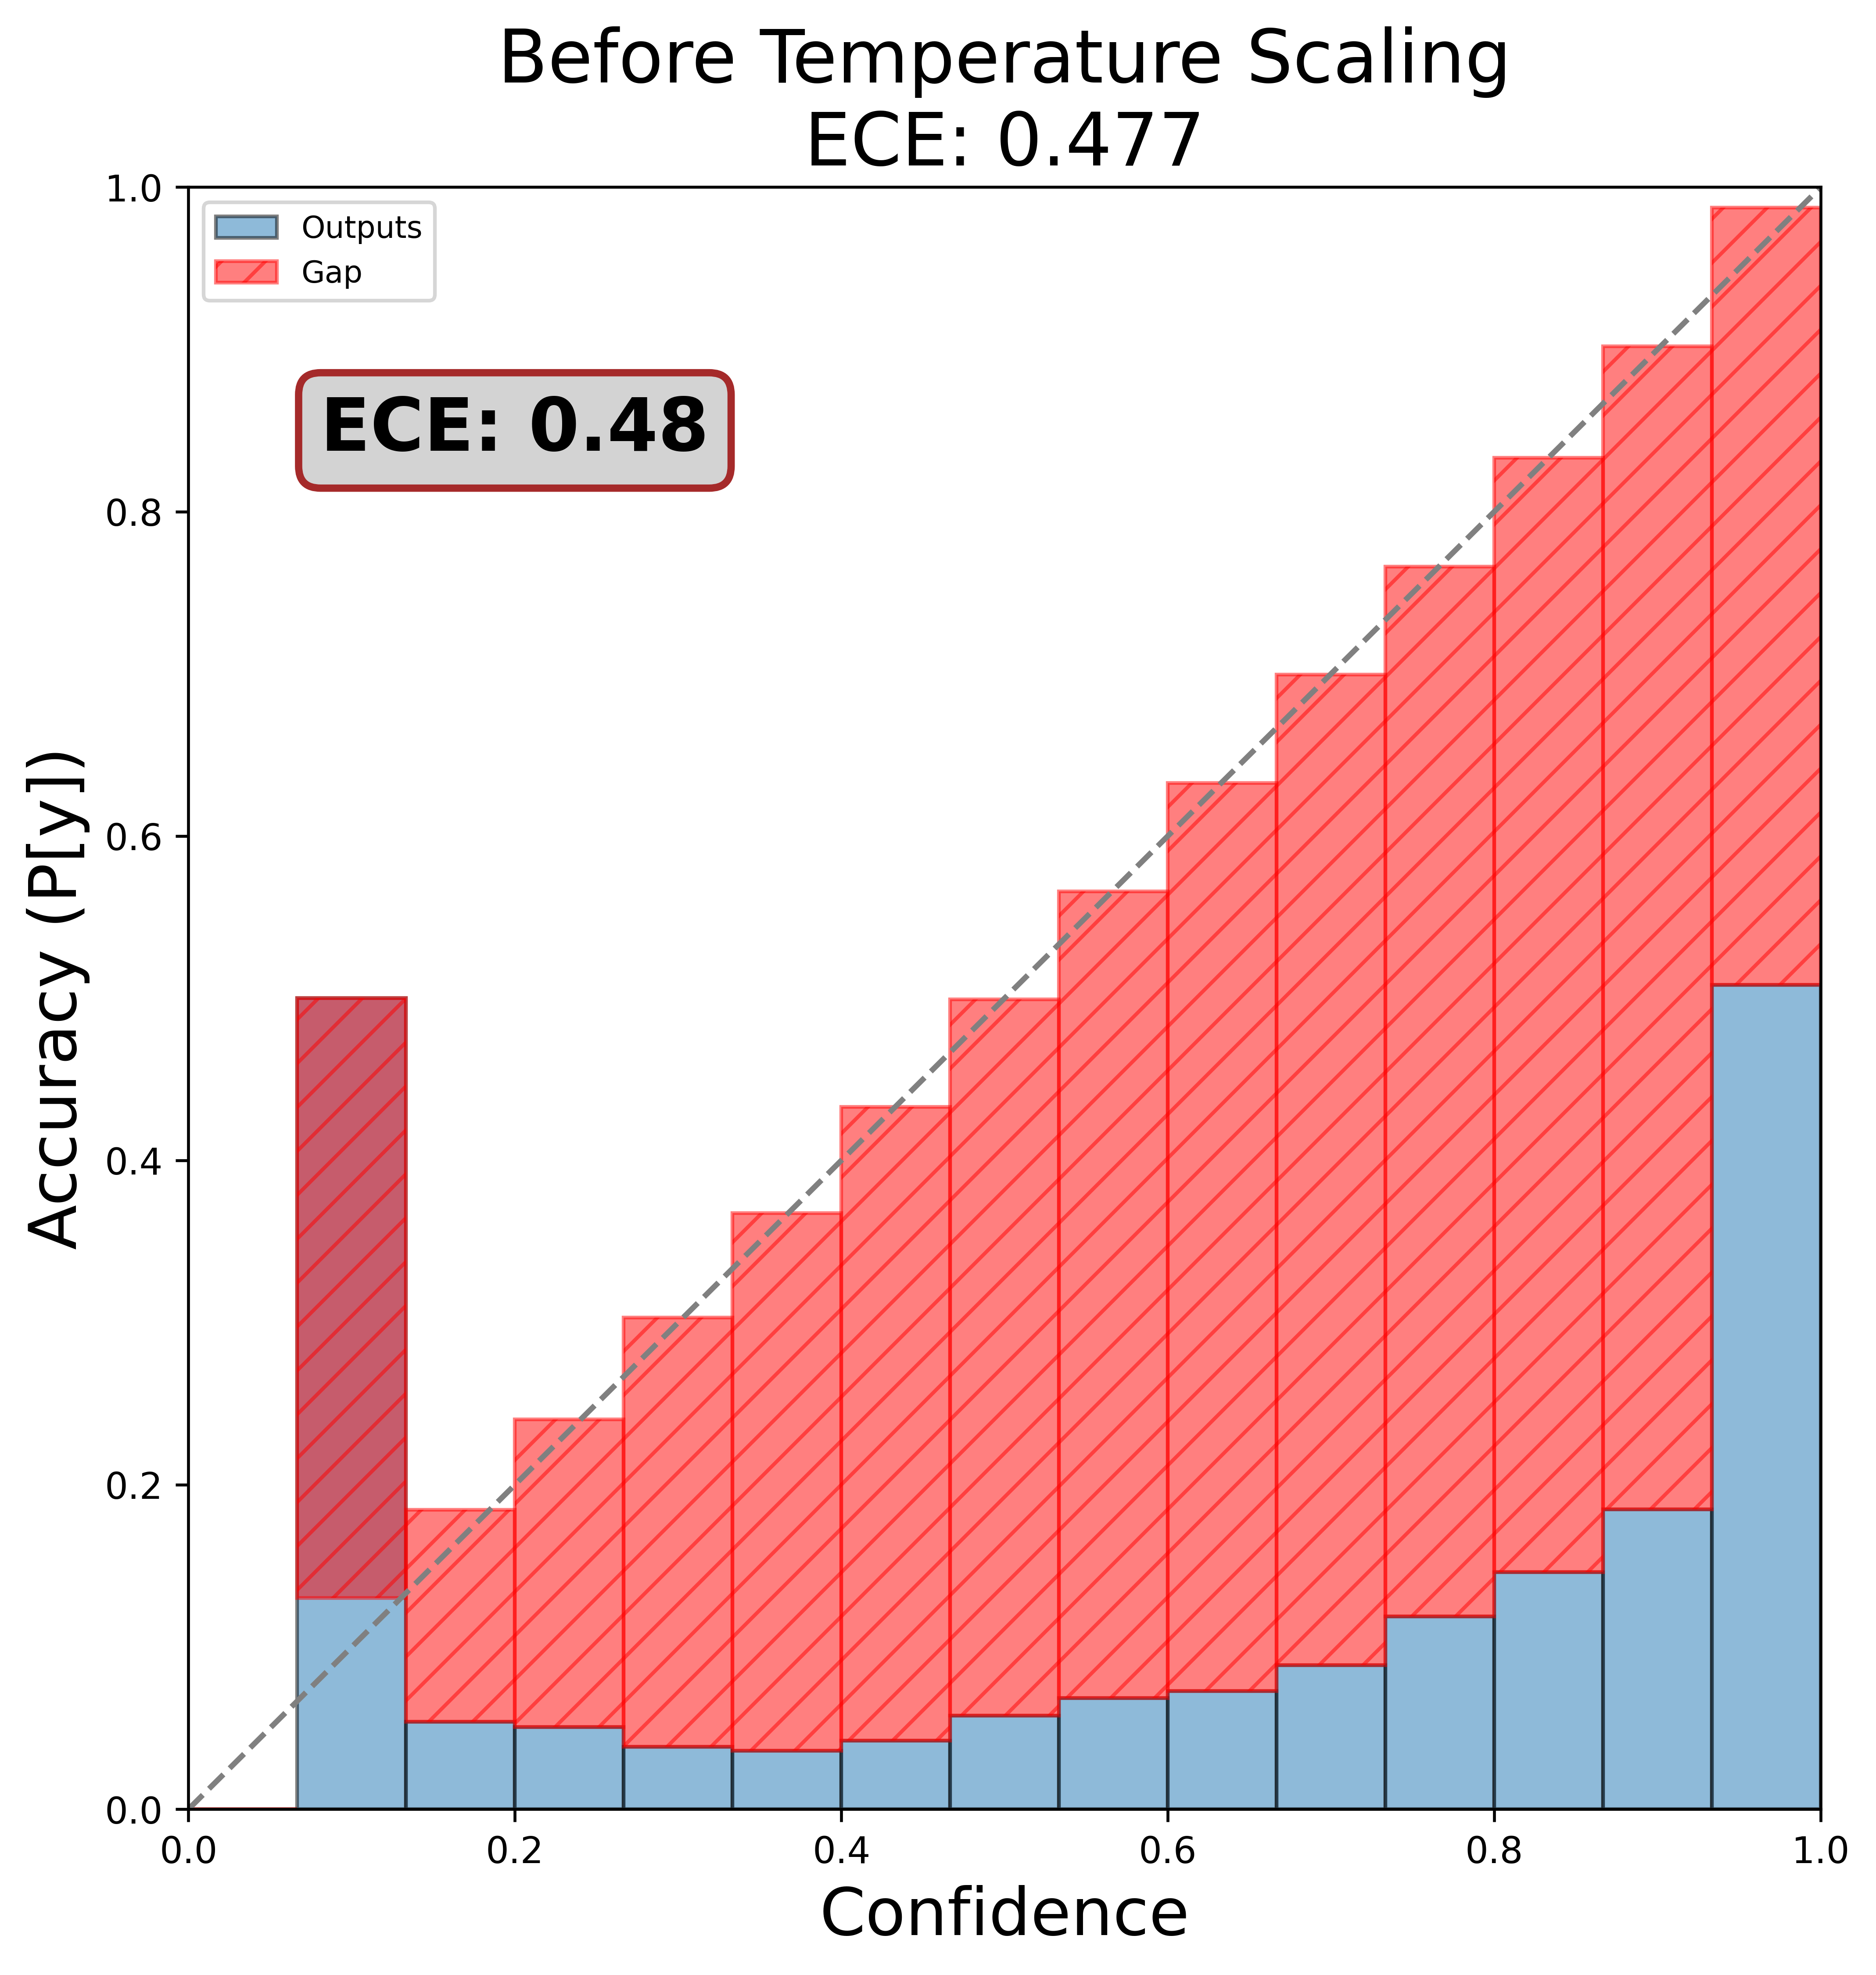 Before Temperature Scaling
ECE: 0.477
Outputs
Gap
ECE: 0.48
Accuracy (P[y])
1.0
0.8
0.6
0.4
0.2
0.0
0.0 0.2 0.4 0.6 0.8 1.0
Confidence